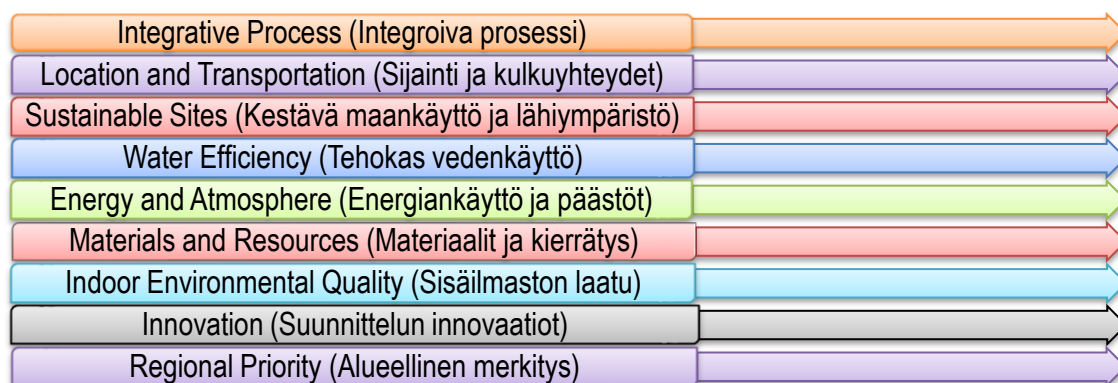 Integrative Process (Integroiva prosessi)
Location and Transportation (Sijainti ja kulkuyhteydet)
Sustainable Sites (Kestävä maankäyttö ja lähiympäristö)
Water Efficiency (Tehokas vedenkäyttö)
Energy and Atmosphere (Energiankäyttö ja päästöt)
Materials and Resources (Materiaalit ja kierrätys)
Indoor Environmental Quality (Sisäilmaston laatu)
Innovation (Suunnittelun innovaatiot)
Regional Priority (Alueellinen merkitys)